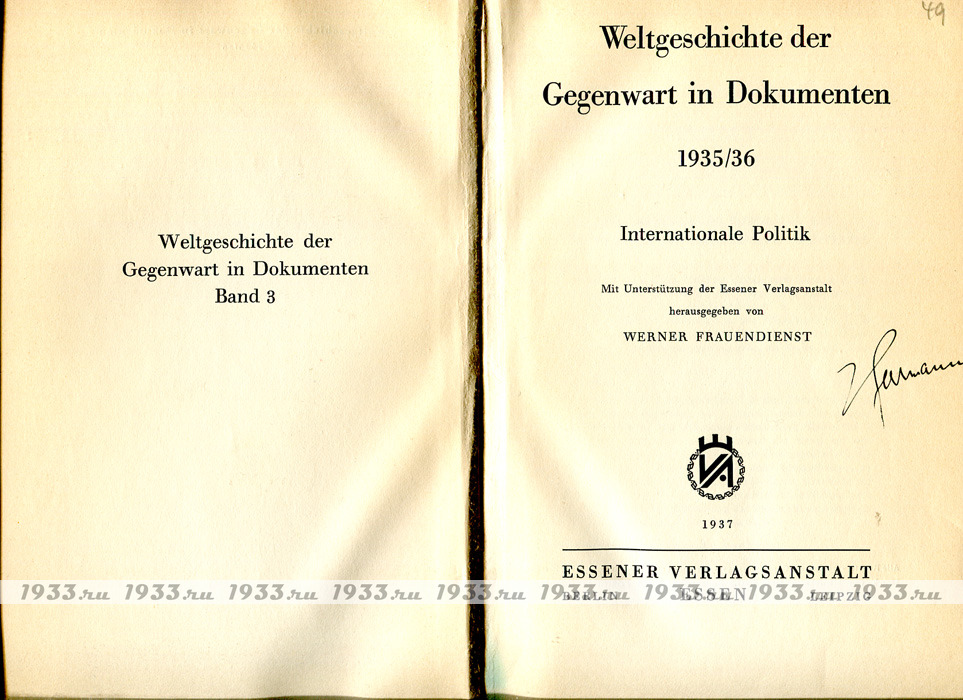 Weltgeschichte der
Gegenwart in Dokumenten
Band 3
49
Weltgeschichte der
Gegenwart in Dokumenten
1935/36
Internationale Politik
Mit Unterstützung der Essener Verlagsanstalt
herausgegeben von
WERNER FRAUENDIENST
Hermann
1937
ESSENER VERLAGSANSTALT
BERLIN ESSEN LEIPZIG
1933.ru 1933.ru 1933.ru 1933.ru 1933.ru 1933.ru 1933.ru 1933.ru 1933.ru